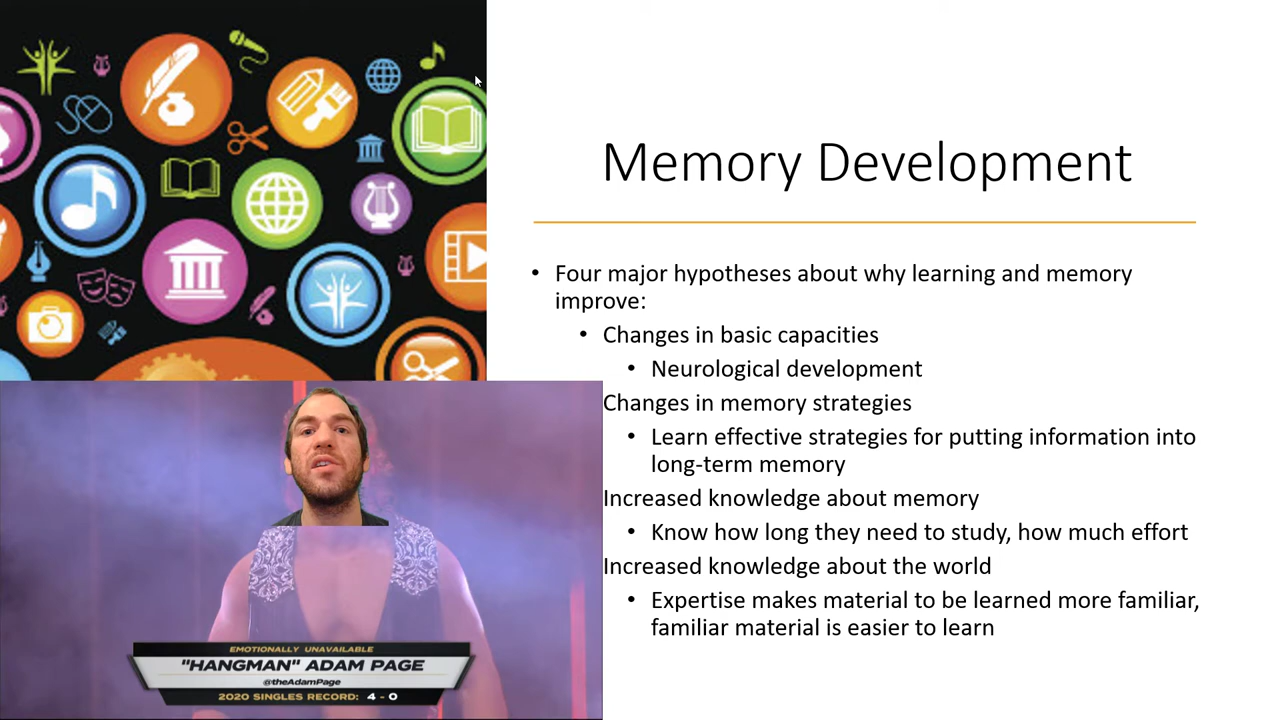 Memory Development
• Four major hypotheses about why learning and memory
improve:
• Changes in basic capacities
• Neurological development
Changes in memory strategies
• Learn effective strategies for putting information into
long-term memory
Increased knowledge about memory
• Know how long they need to study, how much effort
Increased knowledge about the world
• Expertise makes material to be learned more familiar,
familiar material is easier to learn
EMOTIONALLY UNAVAILABLE
"HANGMAN" ADAM PAGE
@theAdamPage
2020 SINGLES RECORD: 4 - 0